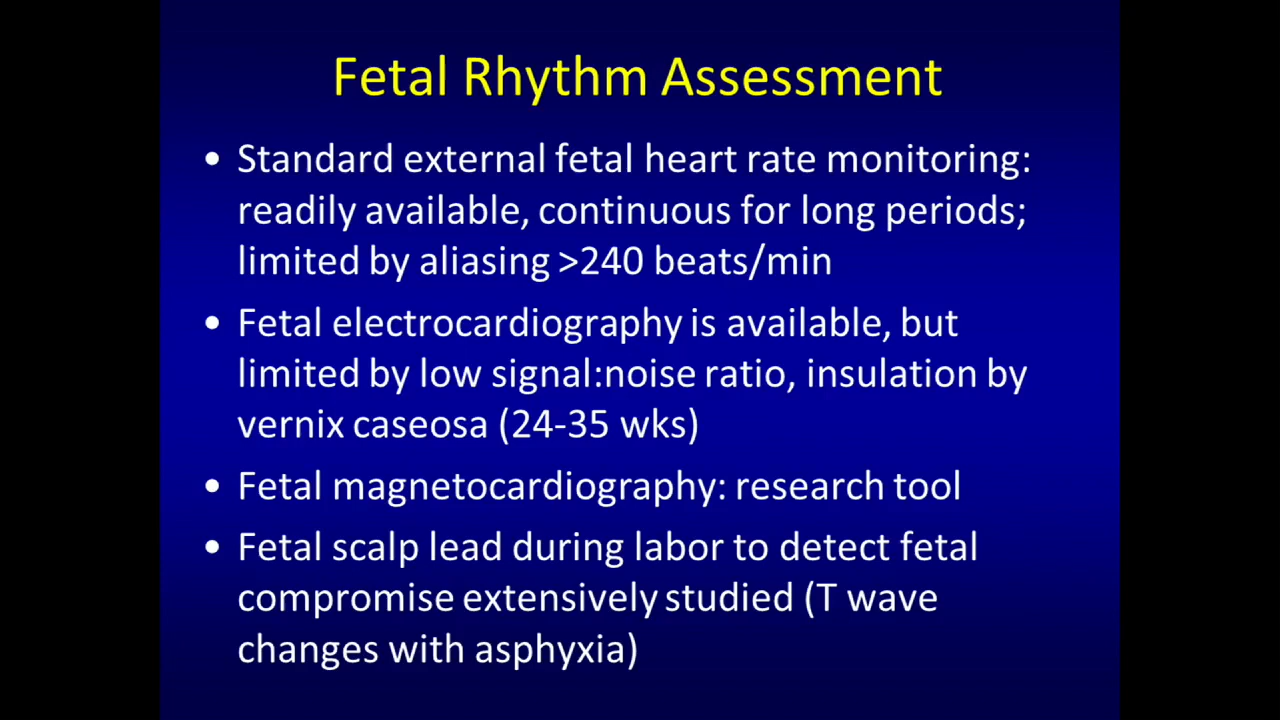 Fetal Rhythm Assessment
• Standard external fetal heart rate monitoring:
readily available, continuous for long periods;
limited by aliasing >240 beats/min
• Fetal electrocardiography is available, but
limited by low signal:noise ratio, insulation by
vernix caseosa (24-35 wks)
• Fetal magnetocardiography: research tool
• Fetal scalp lead during labor to detect fetal
compromise extensively studied (T wave
changes with asphyxia)